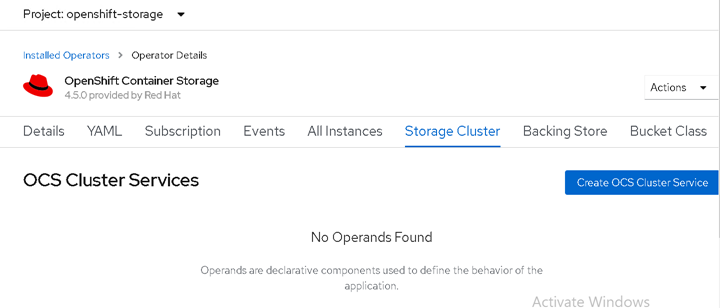 Project: openshift-storage
Installed Operators > Operator Details
OpenShift Container Storage
4.5.0 provided by Red Hat
Actions
Details YAML Subscription Events All Instances Storage Cluster Backing Store Bucket Class
OCS Cluster Services
Create OCS Cluster Service
No Operands Found
Operands are declarative components used to define the behavior of the
application.
Activate Windows